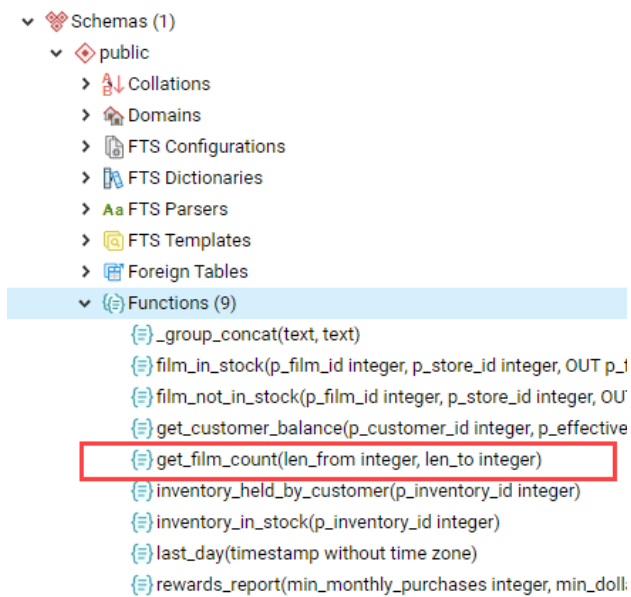 Schemas (1)
public
Collations
Domains
FTS Configurations
FTS Dictionaries
Aa FTS Parsers
FTS Templates
Foreign Tables
Functions (9)
_group_concat(text, text)
film_in_stock(p_film_id integer, p_store_id integer, OUT p_f
film_not_in_stock(p_film_id integer, p_store_id integer, OU
get_customer_balance(p_customer_id integer, p_effective
get_film_count(len_from integer, len_to integer)
inventory_held_by_customer(p_inventory_id integer)
inventory_in_stock(p_inventory_id integer)
last_day(timestamp without time zone)
rewards_report(min_monthly_purchases integer, min_doll